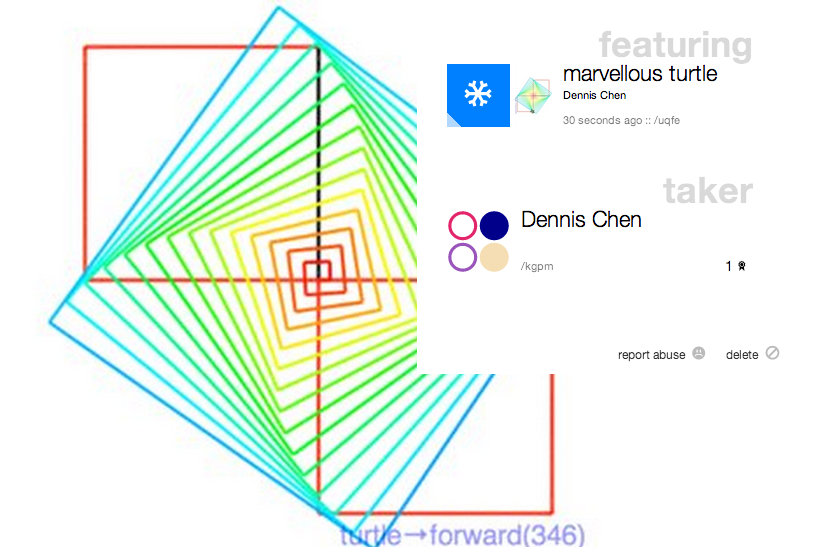 featuring
marvellous turtle
Dennis Chen
30 seconds ago :: /uqfe
taker
Dennis Chen
/kgpm
1
report abuse
delete
turtle→forward(346)